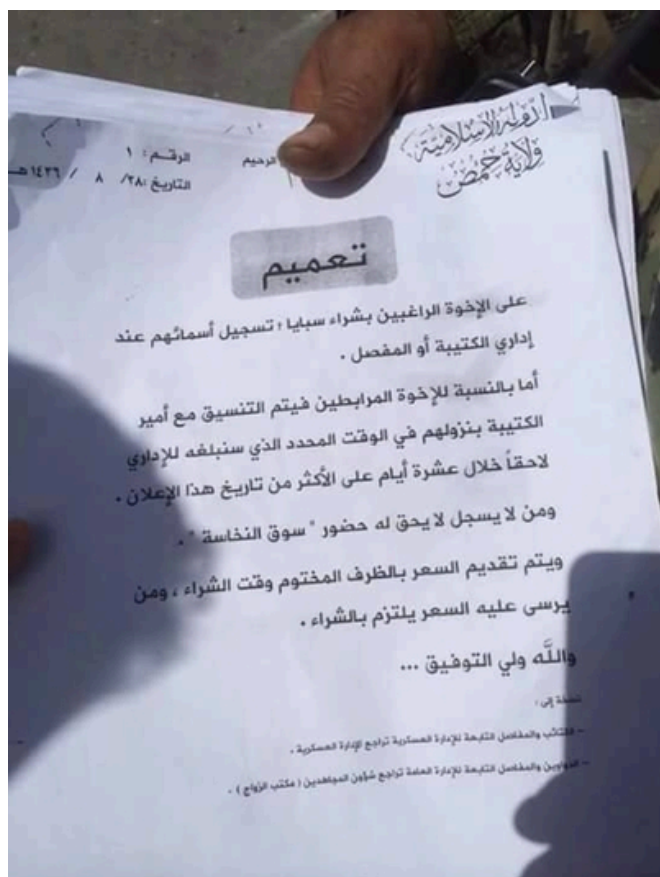 الدولة الإسلامية
ولاية حمص
الرحيم
الرقم: ١
التاريخ: ٢٨/ ٨ / ١٤٣٦ هـ
تعميم
على الإخوة الراغبين بشراء سبايا ؛ تسجيل أسمائهم عند
إداري الكتيبة أو المفصل .
أما بالنسبة للإخوة المرابطين فيتم التنسيق مع أمير
الكتيبة بنزولهم في الوقت المحدد الذي سنبلغه للإداري
لاحقاً خلال عشرة أيام على الأكثر من تاريخ هذا الإعلان .
ومن لا يسجل لا يحق له حضور " سوق النخاسة " .
ويتم تقديم السعر بالظرف المختوم وقت الشراء ، ومن
يرسى عليه السعر يلتزم بالشراء .
واللَّه ولي التوفيق ...
نسخة إلى :
- الكتائب والمفاصل التابعة للإدارة العسكرية تراجع الإدارة العسكرية .
- الدواوين والمفاصل التابعة للإدارة العامة تراجع شؤون المجاهدين ( مكتب الزواج ) .